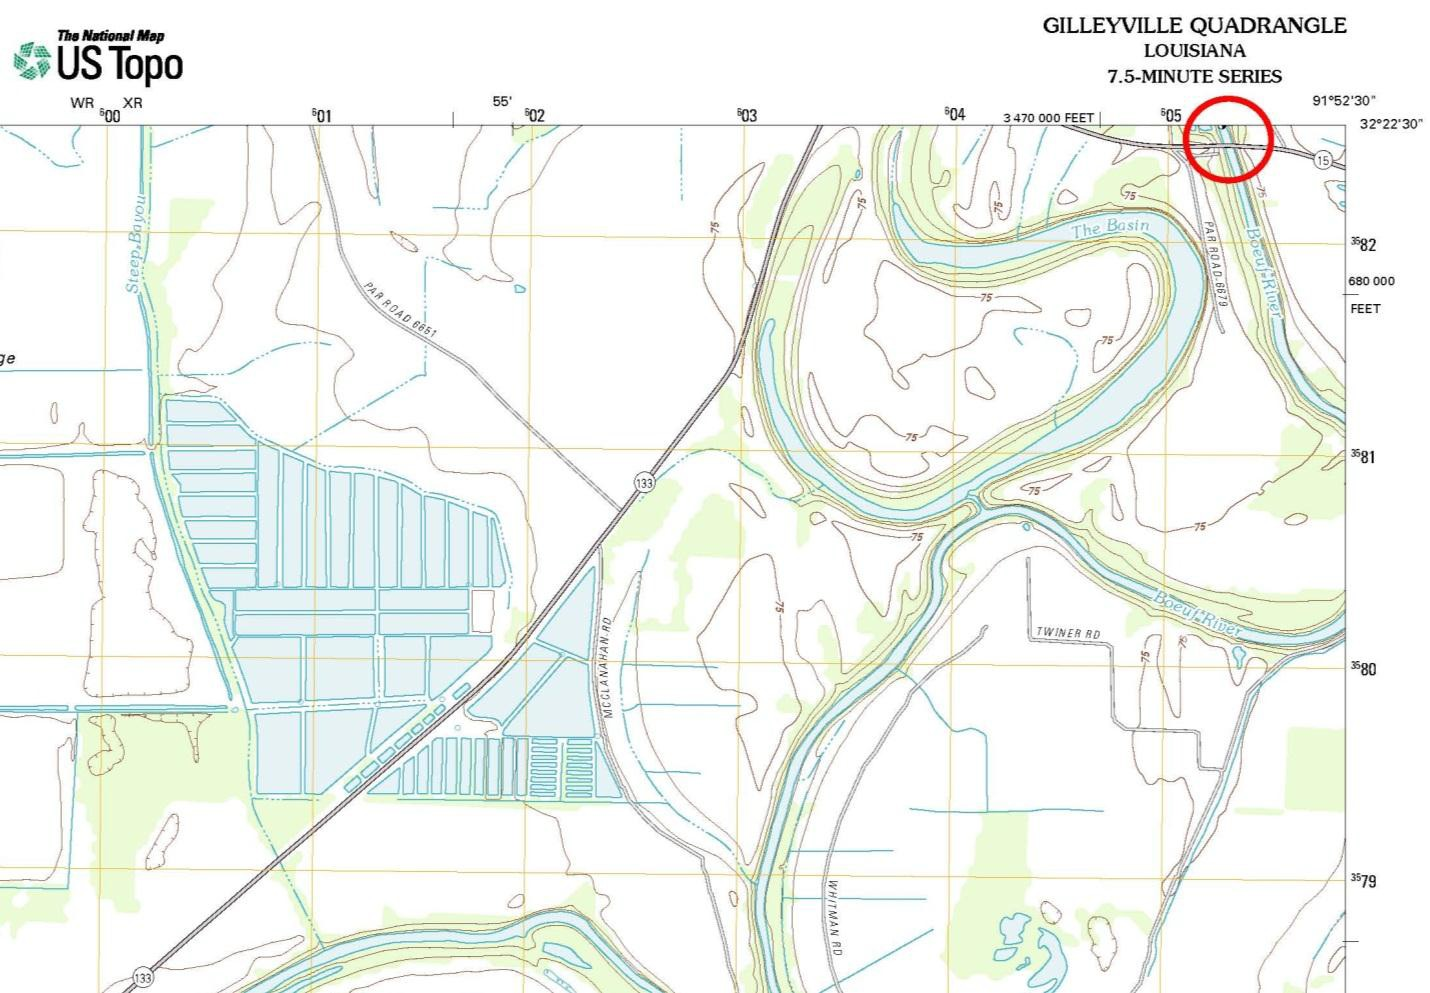 The National Map
US Topo
GILLEYVILLE QUADRANGLE
LOUISIANA
7.5-MINUTE SERIES
WR XR
⁶00
⁶01
55'
⁶02
⁶03
⁶04
3 470 000 FEET
⁶05
91°52'30"
32°22'30"
15
Steep Bayou
75
75
75
75
75
The Basin
PAR ROAD 6679
Boeuf River
³⁵82
680 000
FEET
PAR ROAD 6651
75
75
ge
75
³⁵81
133
75
75
75
75
Boeuf River
MCCLANAHAN RD
TWINER RD
75
75
³⁵80
³⁵79
WHITMAN RD
133